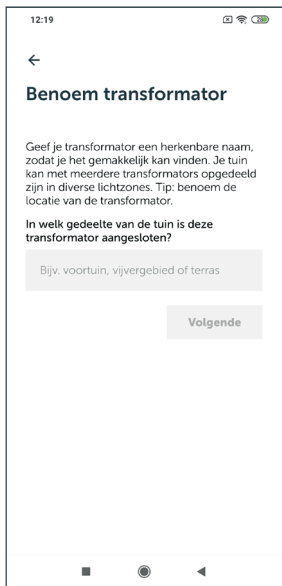 12:19
28
Benoem transformator
Geef je transformator een herkenbare naam,
zodat je het gemakkelijk kan vinden. Je tuin
kan met meerdere transformators opgedeeld
zijn in diverse lichtzones. Tip: benoem de
locatie van de transformator.
In welk gedeelte van de tuin is deze
transformator aangesloten?
Bijv. voortuin, vijvergebied of terras
Volgende